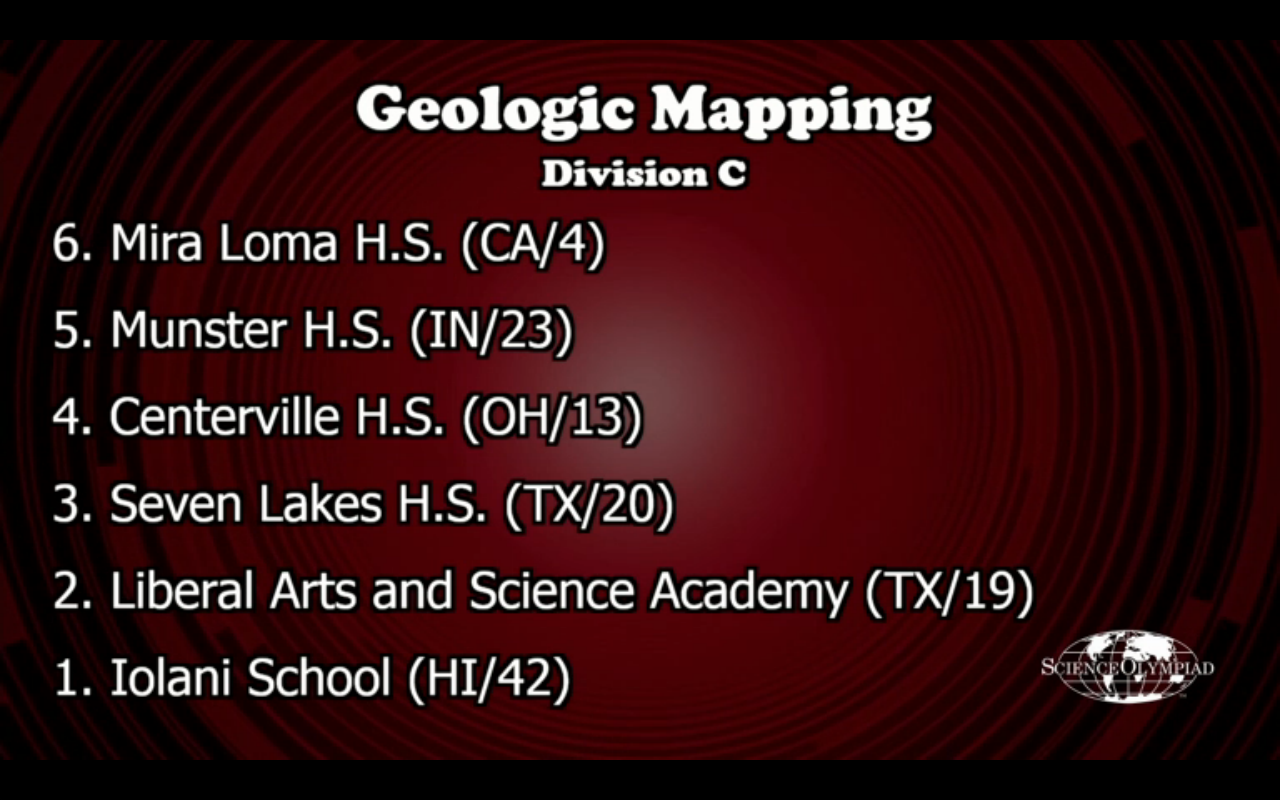 Geologic Mapping
Division C
6. Mira Loma H.S. (CA/4)
5. Munster H.S. (IN/23)
4. Centerville H.S. (OH/13)
3. Seven Lakes H.S. (TX/20)
2. Liberal Arts and Science Academy (TX/19)
1. Iolani School (HI/42)
SCIENCE OLYMPIAD